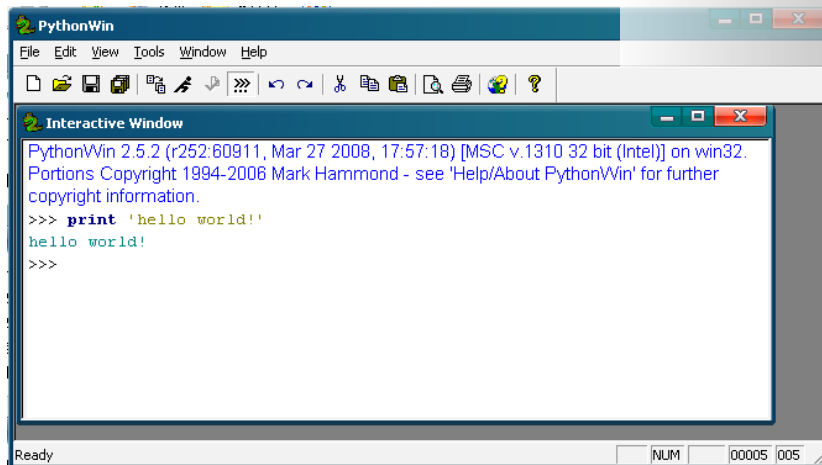 PythonWin
File Edit View Tools Window Help
Interactive Window
PythonWin 2.5.2 (r252:60911, Mar 27 2008, 17:57:18) [MSC v.1310 32 bit (Intel)] on win32.
Portions Copyright 1994-2006 Mark Hammond - see 'Help/About PythonWin' for further
copyright information.
>>> print 'hello world!'
hello world!
>>>
Ready NUM 00005 005